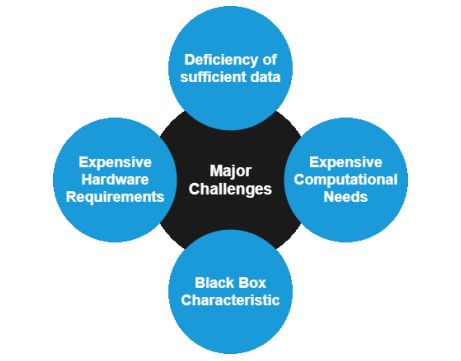 Deficiency of
sufficient data
Expensive
Hardware
Requirements
Major
Challenges
Expensive
Computational
Needs
Black Box
Characteristic